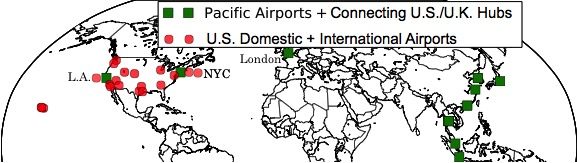 Pacific Airports + Connecting U.S./U.K. Hubs
U.S. Domestic + International Airports
London
L.A.
NYC